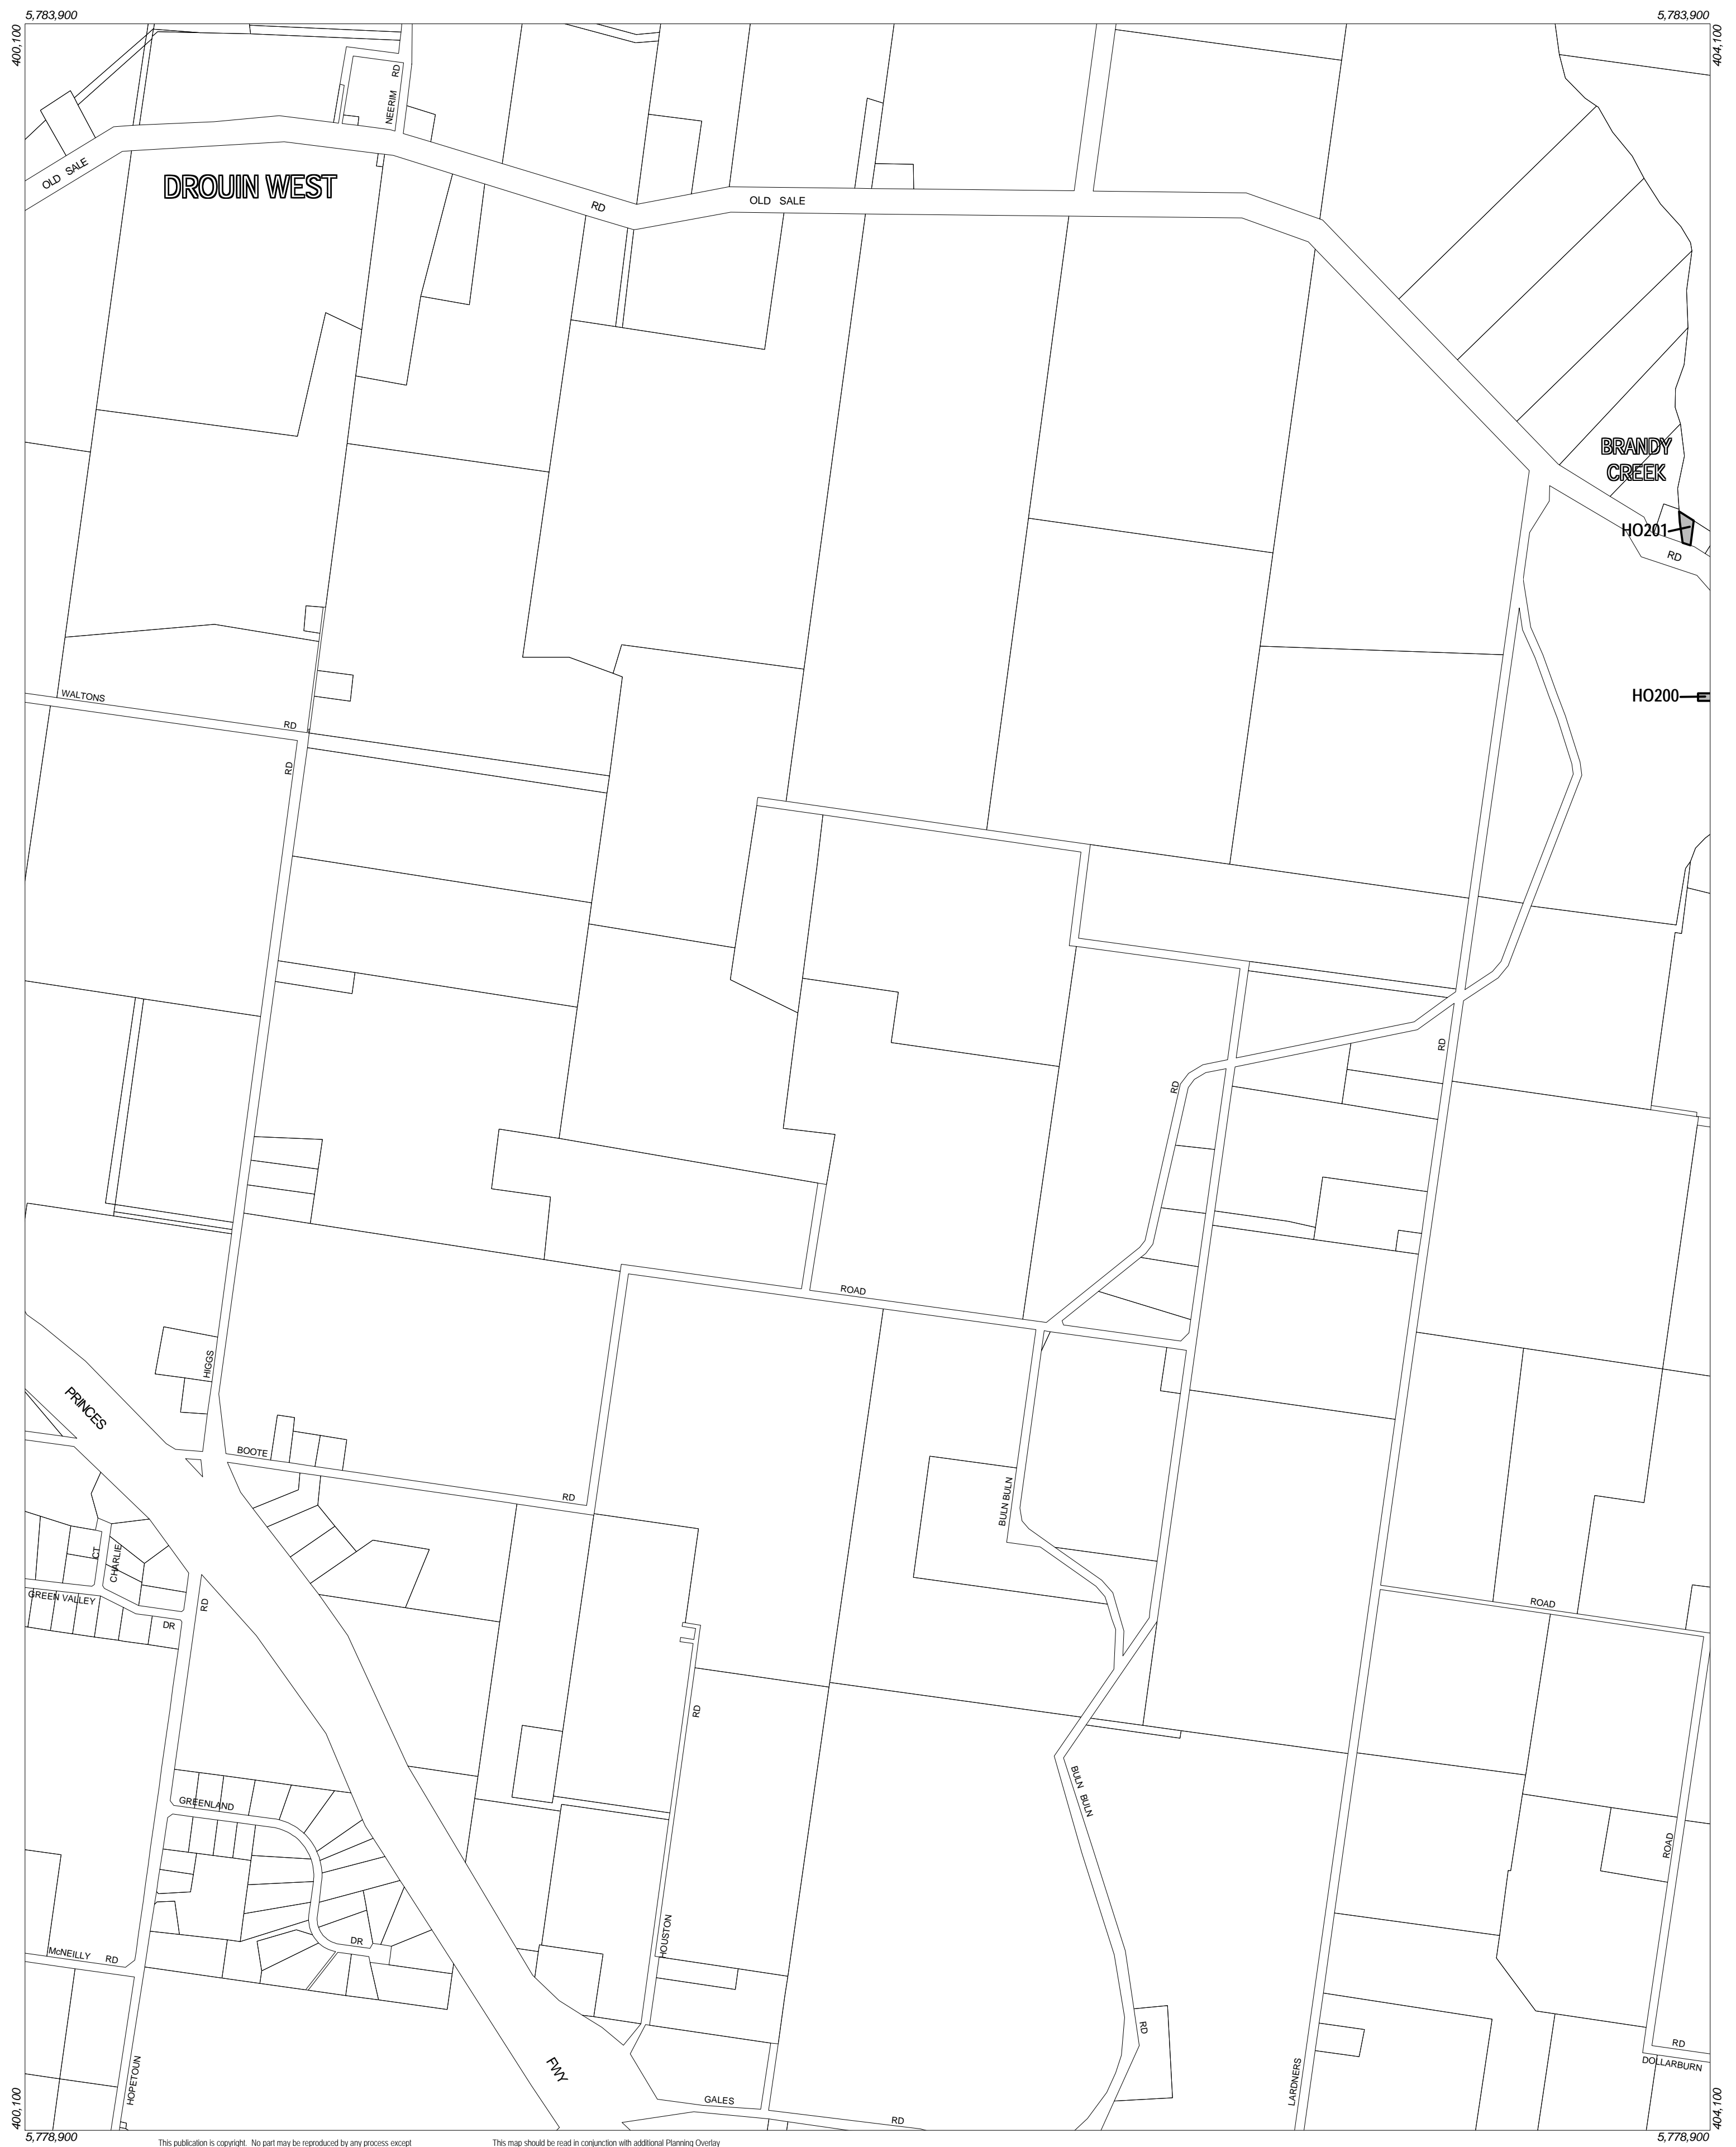 5,783,900
5,783,900
400,100
404,100
NEERIM RD
OLD SALE
DROUIN WEST
RD
OLD SALE
BRANDY
CREEK
HO201
RD
HO200
WALTONS
RD
RD
RD
RD
ROAD
HIGGS
PRINCES
BOOTE
RD
BULN BULN
CT
CHARLIE
GREEN VALLEY
DR
RD
ROAD
RD
BULN BULN
GREENLAND
ROAD
HOUSTON
DR
McNEILLY RD
RD
RD
DOLLARBURN
FWY
HOPETOUN
LARDNERS
GALES
RD
400,100
404,100
5,778,900
5,778,900
This publication is copyright. No part may be reproduced by any process except
This map should be read in conjunction with additional Planning Overlay